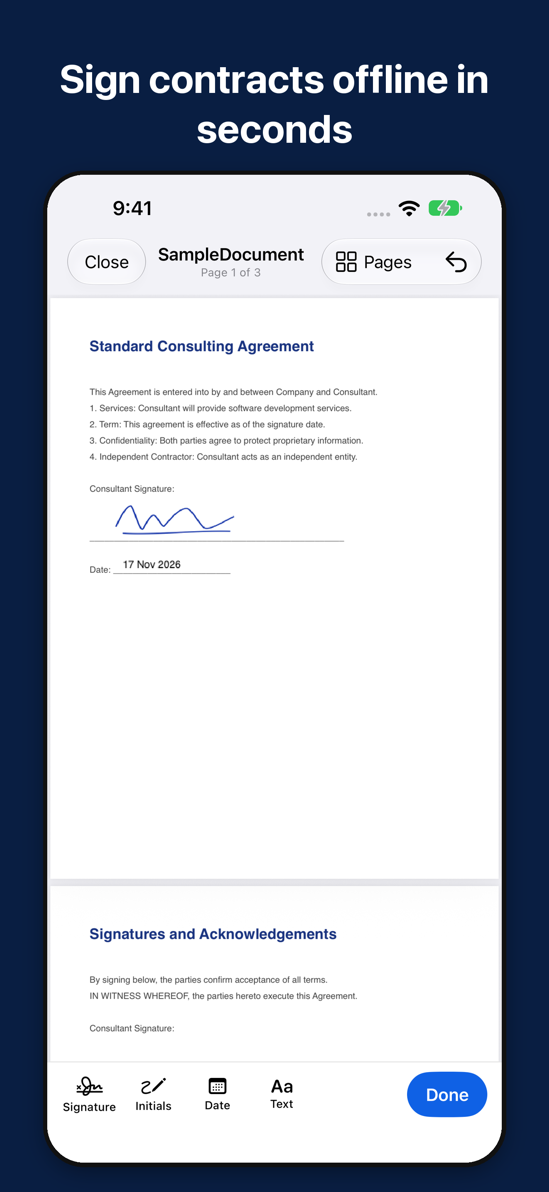 Sign contracts offline in
seconds
9:41
Close
SampleDocument
Page 1 of 3
Pages
Standard Consulting Agreement
This Agreement is entered into by and between Company and Consultant.
1. Services: Consultant will provide software development services.
2. Term: This agreement is effective as of the signature date.
3. Confidentiality: Both parties agree to protect proprietary information.
4. Independent Contractor: Consultant acts as an independent entity.
Consultant Signature:
Date: 17 Nov 2026
Signatures and Acknowledgements
By signing below, the parties confirm acceptance of all terms.
IN WITNESS WHEREOF, the parties hereto execute this Agreement.
Consultant Signature:
Signature
Initials
Date
Aa
Text
Done